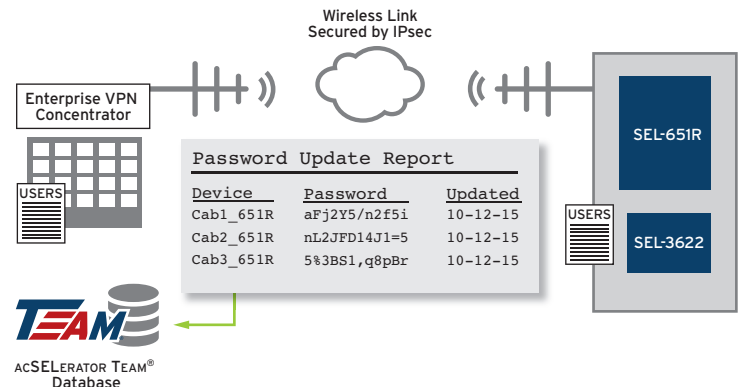 Wireless Link
Secured by IPsec
Enterprise VPN
Concentrator
USERS
Password Update Report
Device Password Updated
Cab1_651R aFj2Y5/n2f5i 10-12-15
Cab2_651R nL2JFD14J1=5 10-12-15
Cab3_651R 5%3BS1,q8pBr 10-12-15
SEL-651R
USERS
SEL-3622
TEAM
ACSELERATOR TEAM®
Database